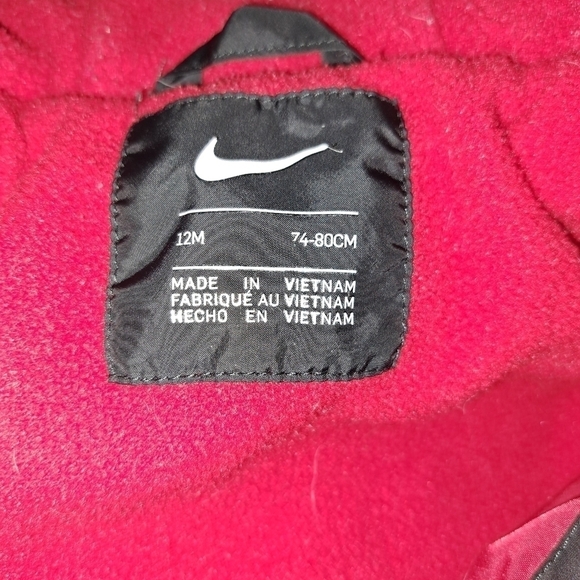 12M 74-80CM
MADE IN VIETNAM
FABRIQUÉ AU VIETNAM
HECHO EN VIETNAM